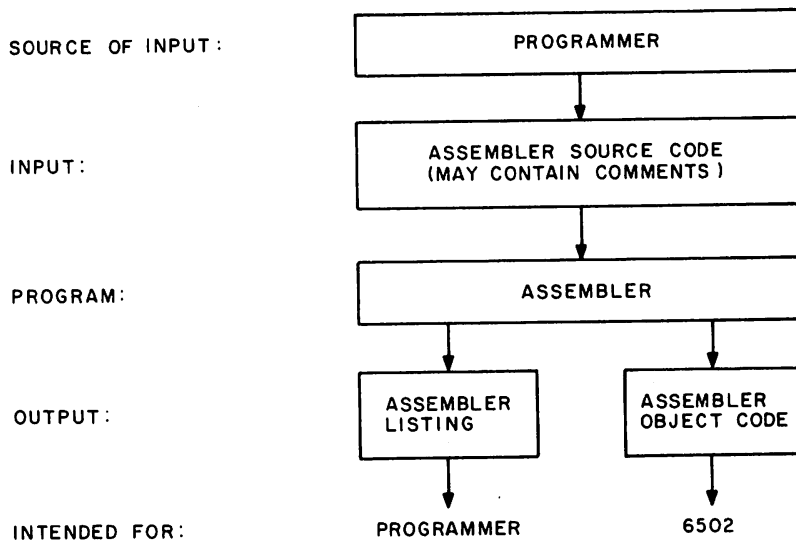 SOURCE OF INPUT:
PROGRAMMER
INPUT:
ASSEMBLER SOURCE CODE
(MAY CONTAIN COMMENTS)
PROGRAM:
ASSEMBLER
OUTPUT:
ASSEMBLER
LISTING
ASSEMBLER
OBJECT CODE
INTENDED FOR:
PROGRAMMER
6502